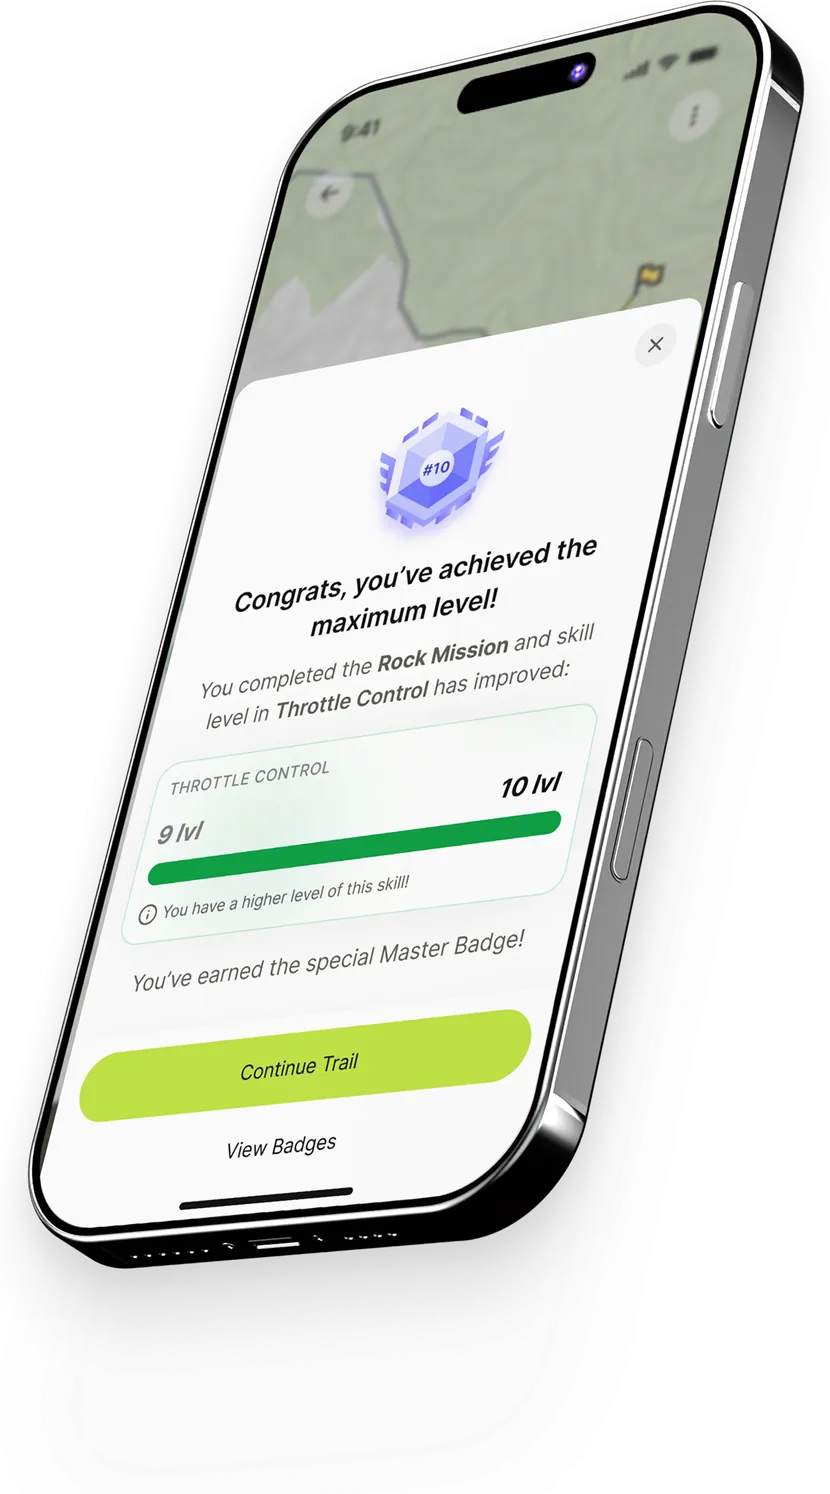 9:41
#10
Congrats, you’ve achieved the
maximum level!
You completed the Rock Mission and skill
level in Throttle Control has improved:
THROTTLE CONTROL
10 lvl
9 lvl
You have a higher level of this skill!
You’ve earned the special Master Badge!
Continue Trail
View Badges